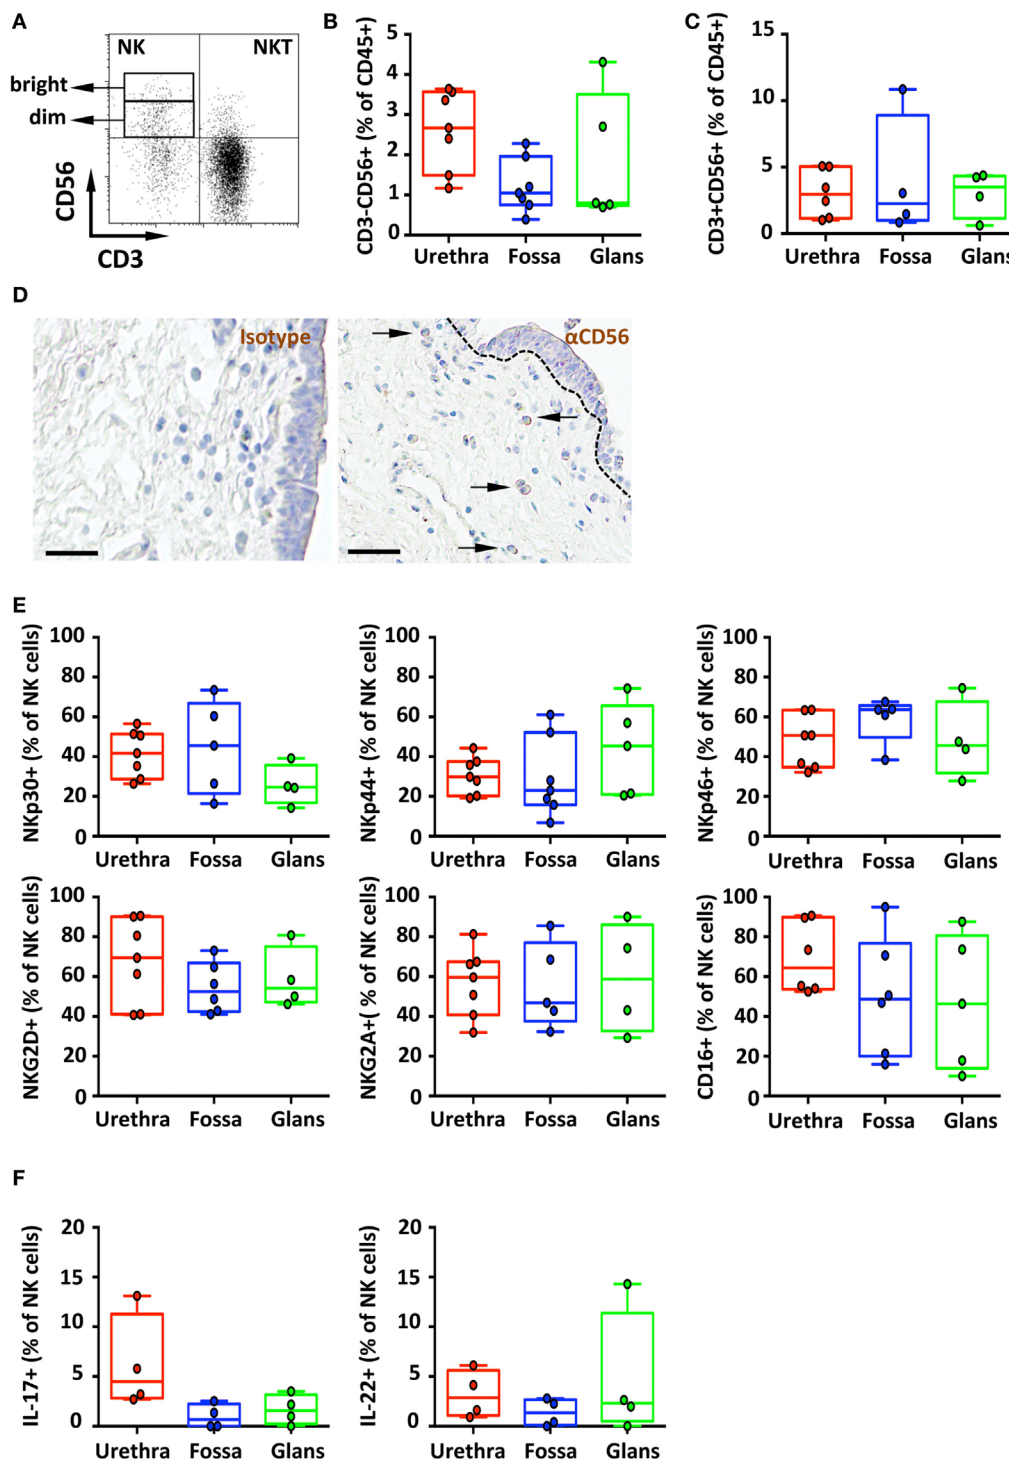 A
NK NKT
bright
dim
CD56
CD3
B
CD3-CD56+ (% of CD45+)
5
4
3
2
1
0
Urethra Fossa Glans
C
CD3+CD56+ (% of CD45+)
15
10
5
0
Urethra Fossa Glans
D
Isotype
αCD56
E
NKp30+ (% of NK cells)
100
80
60
40
20
0
Urethra Fossa Glans
NKp44+ (% of NK cells)
100
80
60
40
20
0
Urethra Fossa Glans
NKp46+ (% of NK cells)
100
80
60
40
20
0
Urethra Fossa Glans
NKG2D+ (% of NK cells)
100
80
60
40
20
0
Urethra Fossa Glans
NKG2A+( % of NK cells)
100
80
60
40
20
0
Urethra Fossa Glans
CD16+ (% of NK cells)
100
80
60
40
20
0
Urethra Fossa Glans
F
IL-17+ (% of NK cells)
20
15
10
5
0
Urethra Fossa Glans
IL-22+ (% of NK cells)
20
15
10
5
0
Urethra Fossa Glans